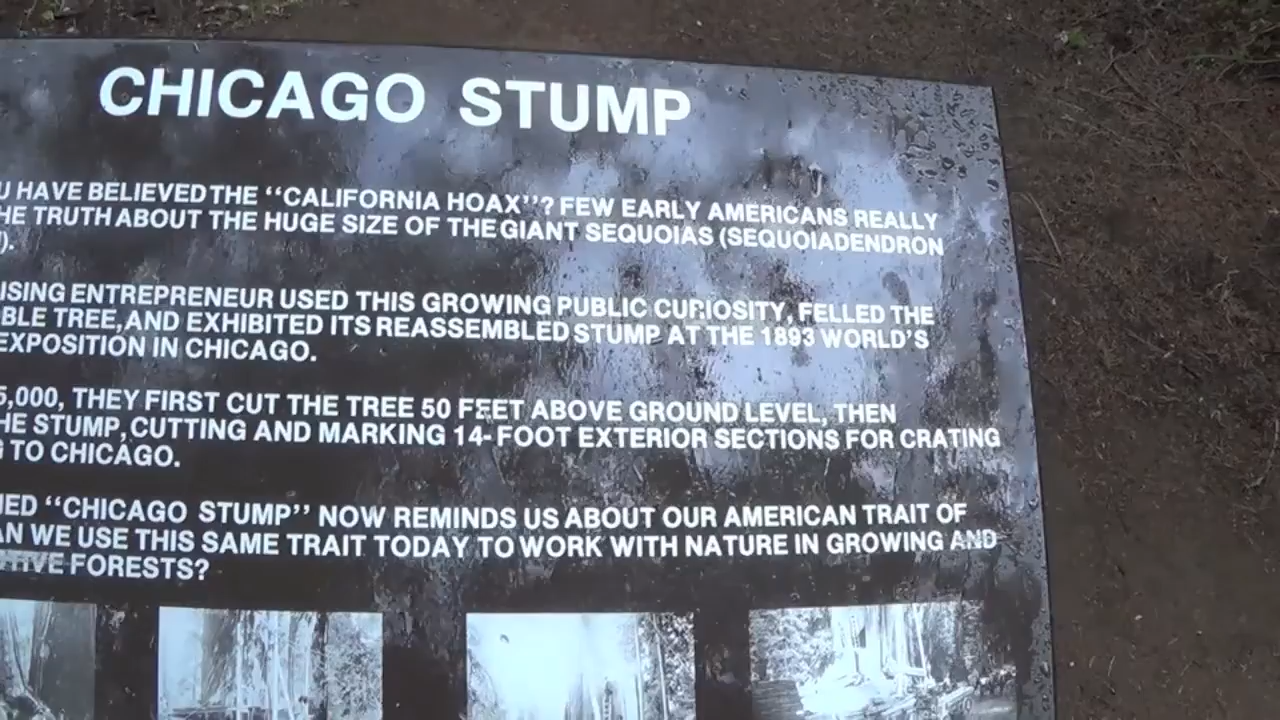 CHICAGO STUMP
U HAVE BELIEVED THE “CALIFORNIA HOAX”? FEW EARLY AMERICANS REALLY
HE TRUTH ABOUT THE HUGE SIZE OF THE GIANT SEQUOIAS (SEQUOIADENDRON
).
ISING ENTREPRENEUR USED THIS GROWING PUBLIC CURIOSITY, FELLED THE
BLE TREE, AND EXHIBITED ITS REASSEMBLED STUMP AT THE 1893 WORLD'S
EXPOSITION IN CHICAGO.
5,000, THEY FIRST CUT THE TREE 50 FEET ABOVE GROUND LEVEL, THEN
HE STUMP, CUTTING AND MARKING 14-FOOT EXTERIOR SECTIONS FOR CRATING
G TO CHICAGO.
ED “CHICAGO STUMP” NOW REMINDS US ABOUT OUR AMERICAN TRAIT OF
AN WE USE THIS SAME TRAIT TODAY TO WORK WITH NATURE IN GROWING AND
TIVE FORESTS?